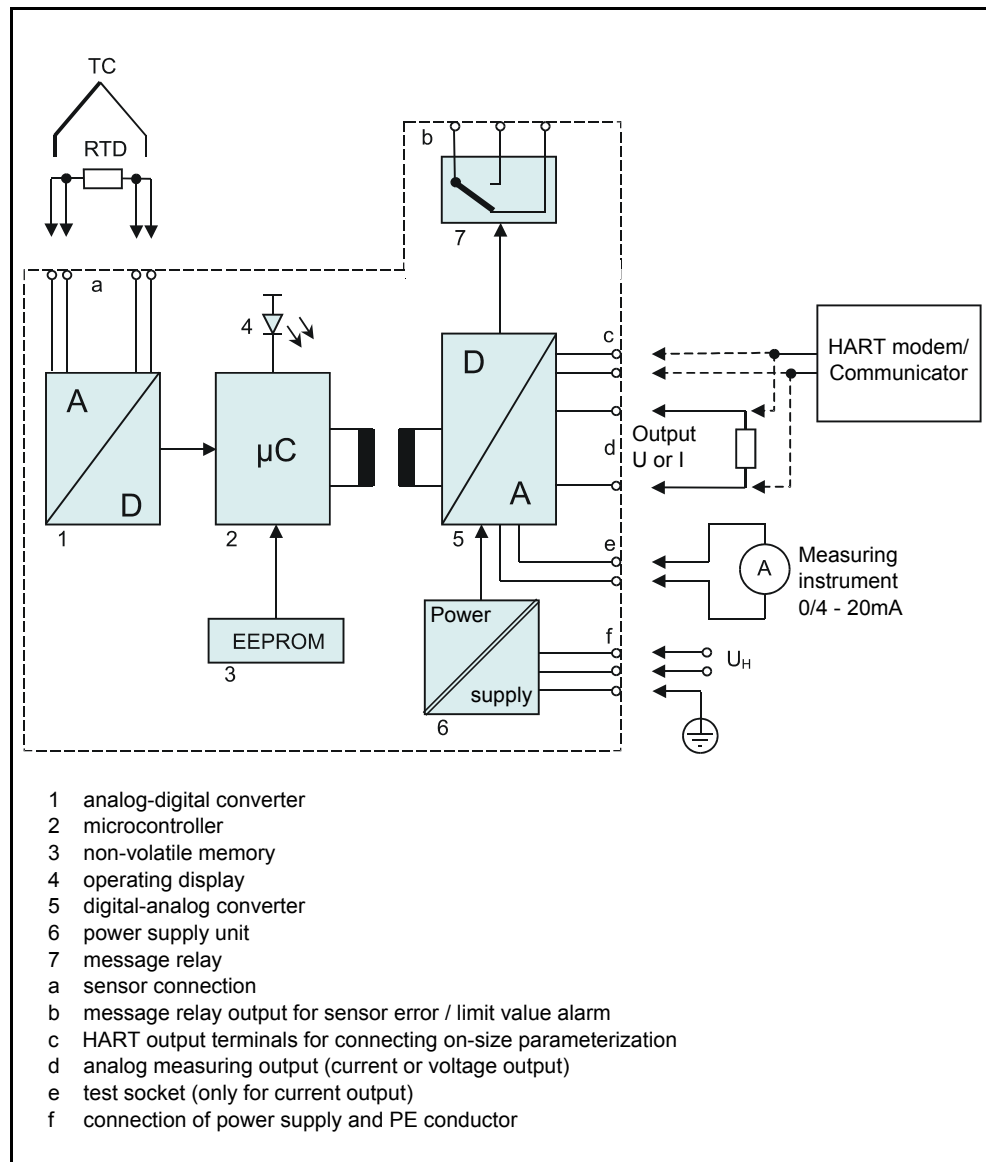 TC
RTD
a
b
7
4
A
D
1
µC
2
EEPROM
3
D
A
5
Power
supply
6
c
d
e
f
Output
U or I
HART modem/
Communicator
A
Measuring
instrument
0/4 - 20mA
UH
1 analog-digital converter
2 microcontroller
3 non-volatile memory
4 operating display
5 digital-analog converter
6 power supply unit
7 message relay
a sensor connection
b message relay output for sensor error / limit value alarm
c HART output terminals for connecting on-size parameterization
d analog measuring output (current or voltage output)
e test socket (only for current output)
f connection of power supply and PE conductor